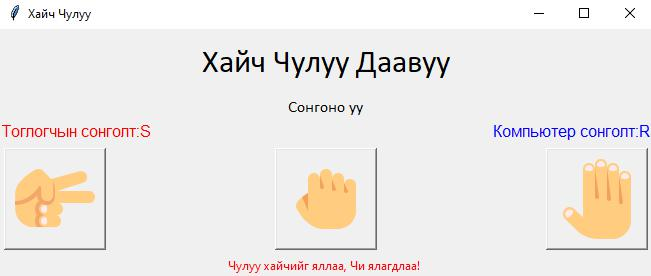 Хайч Чулуу
Хайч Чулуу Даавуу
Сонгоно уу
Тоглогчын сонголт:S
Компьютер сонголт:R
Чулуу хайчийг яллаа, Чи ялагдлаа!